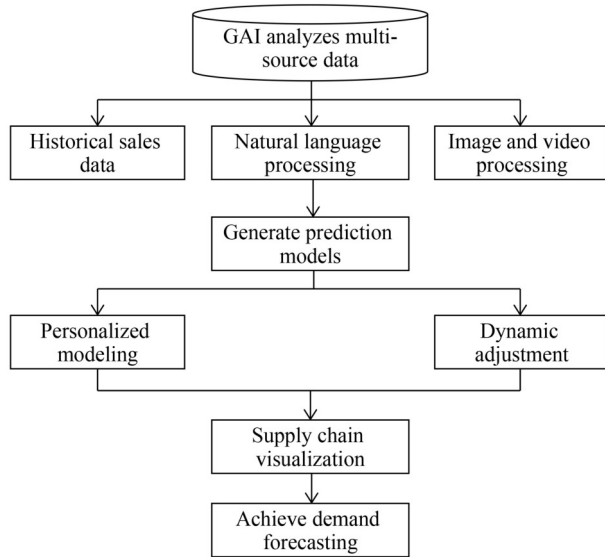 GAI analyzes multi-
source data
Historical sales
data
Natural language
processing
Image and video
processing
Generate prediction
models
Personalized
modeling
Dynamic
adjustment
Supply chain
visualization
Achieve demand
forecasting